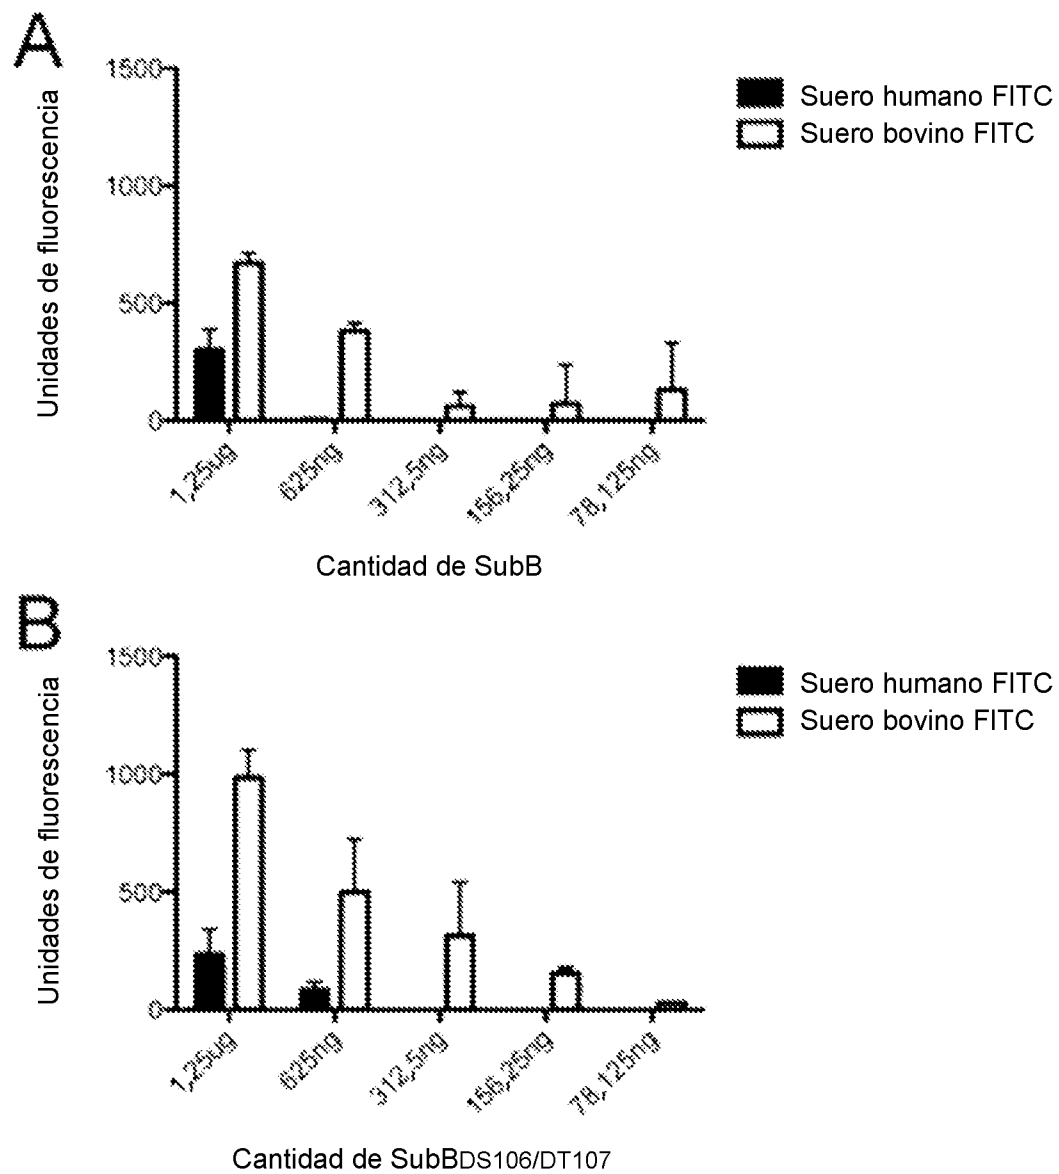 A
1500
1000
500
0
Unidades de fluorescencia
Suero humano FITC
Suero bovino FITC
1,25ug
625ng
312,5ng
156,25ng
78,125ng
Cantidad de SubB
B
1500
1000
500
0
Unidades de fluorescencia
Suero humano FITC
Suero bovino FITC
1,25ug
625ng
312,5ng
156,25ng
78,125ng
Cantidad de SubBDS106/DT107